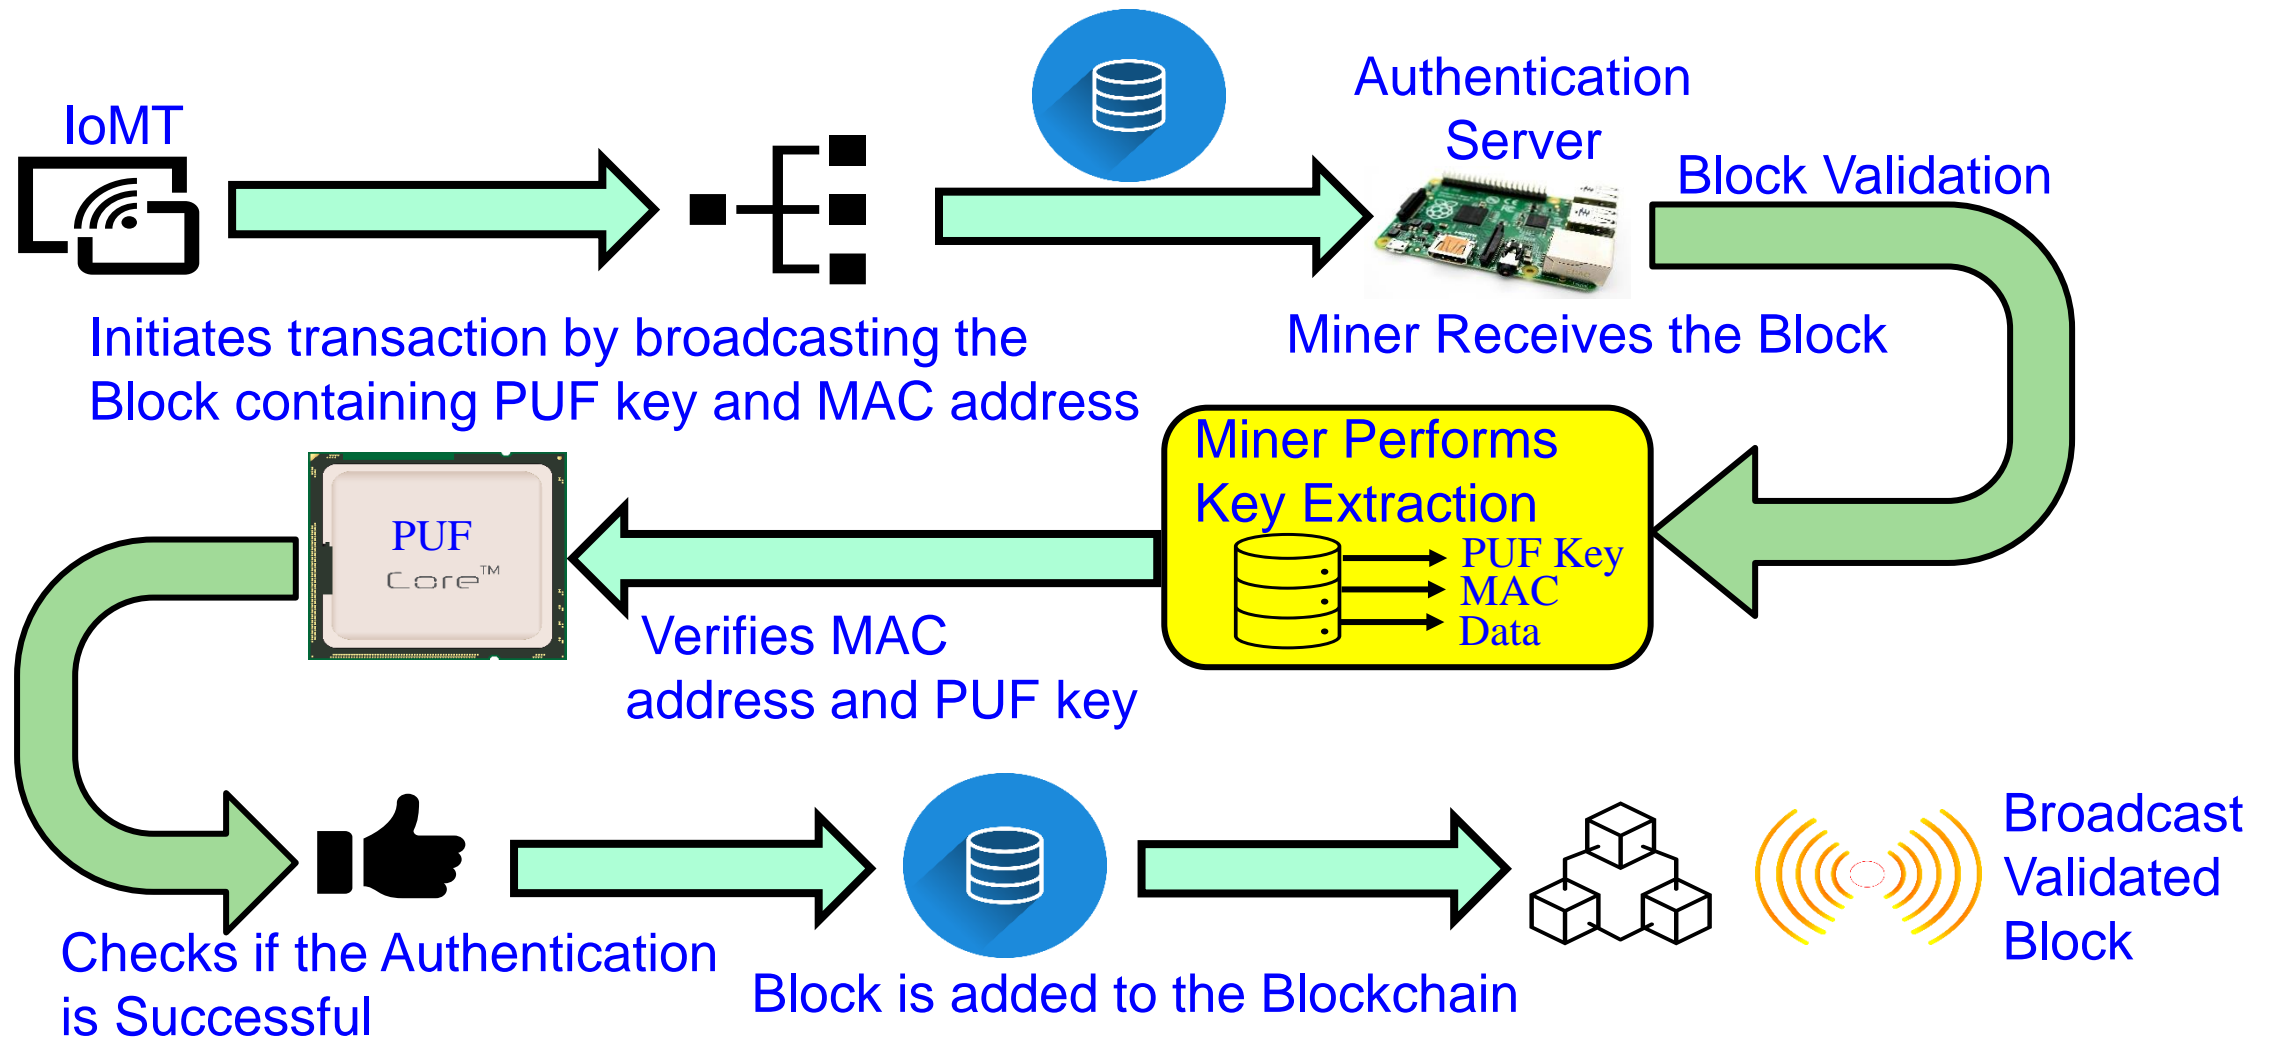 IoMT
Authentication
Server
Block Validation
Initiates transaction by broadcasting the
Block containing PUF key and MAC address
Miner Receives the Block
Miner Performs
Key Extraction
PUF Key
MAC
Data
PUF
Core™
Verifies MAC
address and PUF key
Checks if the Authentication
is Successful
Block is added to the Blockchain
Broadcast
Validated
Block